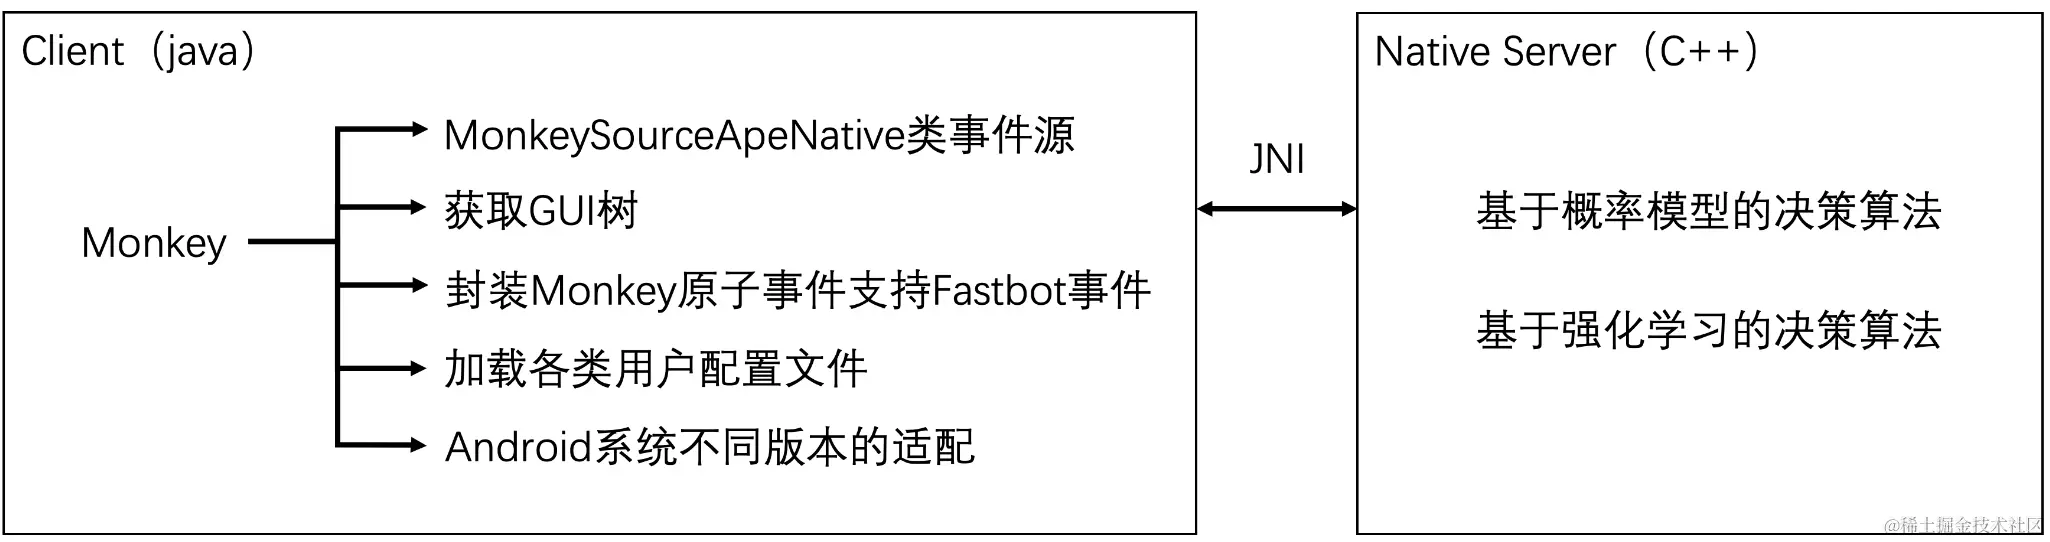 Client（java）
Monkey
MonkeySourceApeNative类事件源
获取GUI树
封装Monkey原子事件支持Fastbot事件
加载各类用户配置文件
Android系统不同版本的适配
JNI
Native Server（C++）
基于概率模型的决策算法
基于强化学习的决策算法
@稀土掘金技术社区